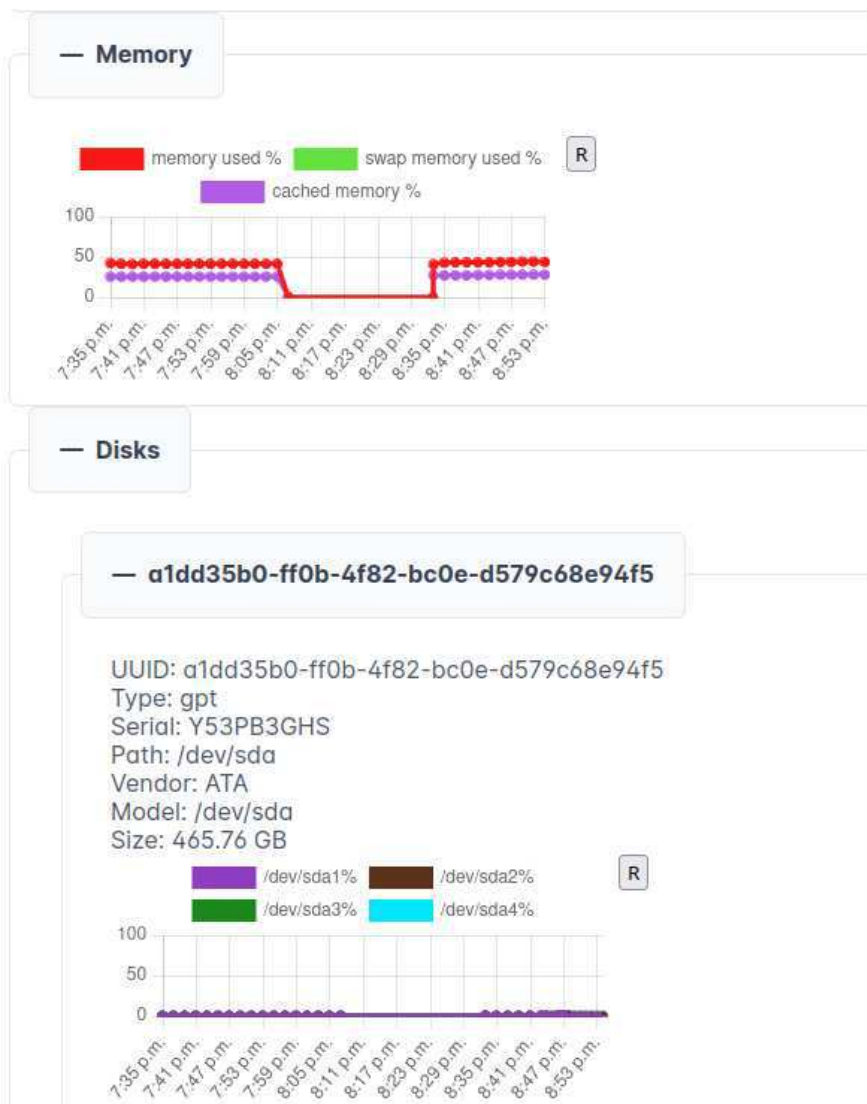 — Memory
memory used % swap memory used % R
cached memory %
100
50
0
7:35 p.m. 7:41 p.m. 7:47 p.m. 7:53 p.m. 7:59 p.m. 8:05 p.m. 8:11 p.m. 8:17 p.m. 8:23 p.m. 8:29 p.m. 8:35 p.m. 8:41 p.m. 8:47 p.m. 8:53 p.m.
— Disks
— a1dd35b0-ff0b-4f82-bc0e-d579c68e94f5
UUID: a1dd35b0-ff0b-4f82-bc0e-d579c68e94f5
Type: gpt
Serial: Y53PB3GHS
Path: /dev/sda
Vendor: ATA
Model: /dev/sda
Size: 465.76 GB
/dev/sda1% /dev/sda2% R
/dev/sda3% /dev/sda4%
100
50
0
7:35 p.m. 7:41 p.m. 7:47 p.m. 7:53 p.m. 7:59 p.m. 8:05 p.m. 8:11 p.m. 8:17 p.m. 8:23 p.m. 8:29 p.m. 8:35 p.m. 8:41 p.m. 8:47 p.m. 8:53 p.m.